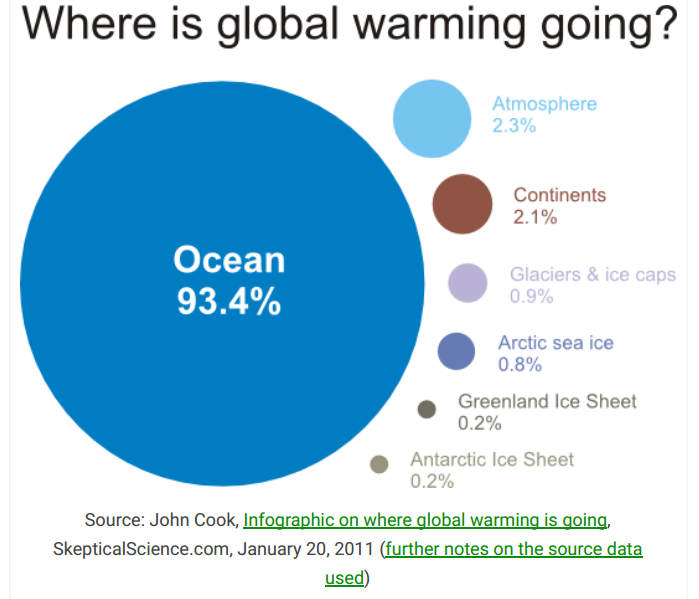 Where is global warming going?
Ocean
93.4%
Atmosphere
2.3%
Continents
2.1%
Glaciers & ice caps
0.9%
Arctic sea ice
0.8%
Greenland Ice Sheet
0.2%
Antarctic Ice Sheet
0.2%
Source: John Cook, Infographic on where global warming is going,
SkepticalScience.com, January 20, 2011 (further notes on the source data
used)